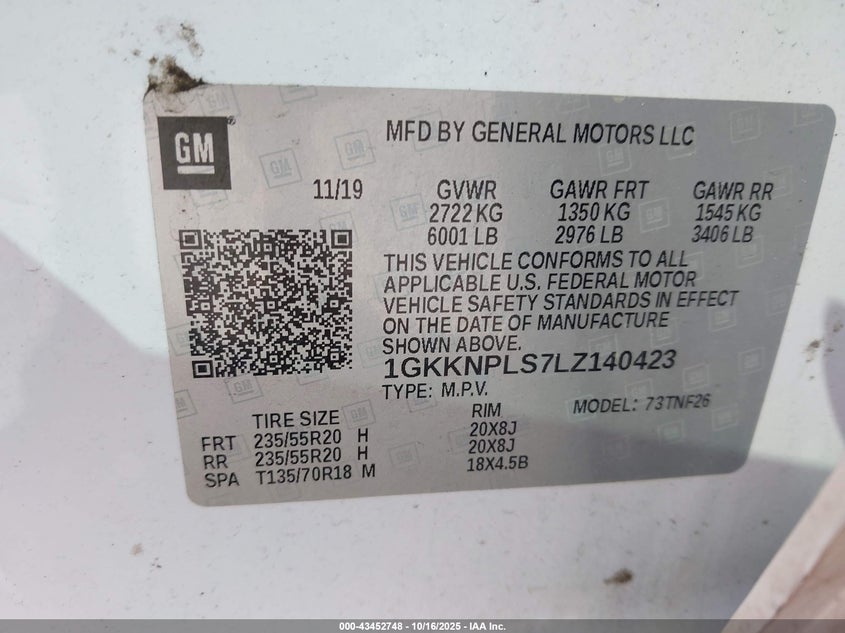 GM
MFD BY GENERAL MOTORS LLC
11/19 GVWR GAWR FRT GAWR RR
2722 KG 1350 KG 1545 KG
6001 LB 2976 LB 3406 LB
THIS VEHICLE CONFORMS TO ALL
APPLICABLE U.S. FEDERAL MOTOR
VEHICLE SAFETY STANDARDS IN EFFECT
ON THE DATE OF MANUFACTURE
SHOWN ABOVE.
1GKKNPLS7LZ140423
TYPE: M.P.V. MODEL: 73TNF26
TIRE SIZE RIM
FRT 235/55R20 H 20X8J
RR 235/55R20 H 20X8J
SPA T135/70R18 M 18X4.5B
000-43452748 - 10/16/2025 - IAA Inc.